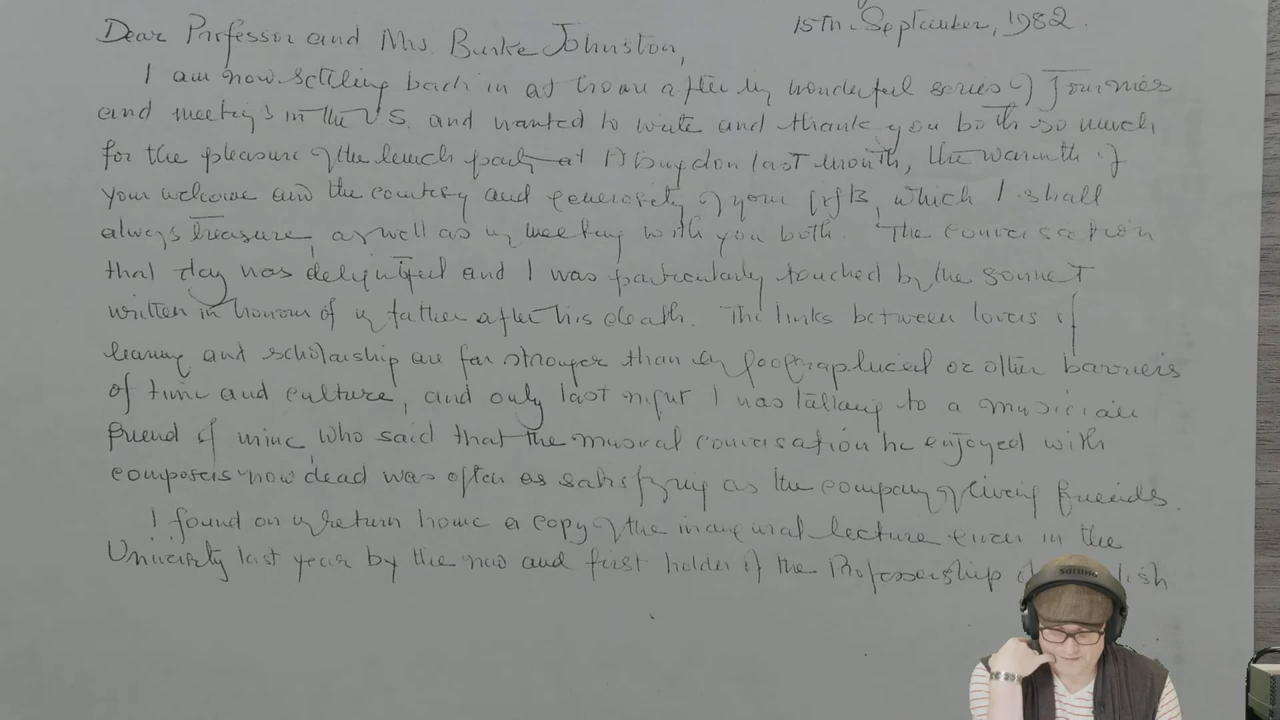 15th September, 1982.
Dear Professor and Mrs. Burke Johnston,
I am now settling back in at home after my wonderful series of Journies
and meetings in the U.S. and wanted to write and thank you both so much
for the pleasure of the lunch party at Abingdon last month, the warmth of
your welcome and the courtesy and generosity of your gifts, which I shall
always treasure, as well as my meeting with you both. The conversation
that day was delightful and I was particularly touched by the sonnet
written in honour of my father after his death. The links between lovers of
learning and scholarship are far stronger than any geographical or other barriers
of time and culture, and only last night I was talking to a musician
friend of mine, who said that the musical conversation he enjoyed with
composers now dead was often as satisfying as the company of living friends.
I found on my return home a copy of the inaugural lecture given in the
University last year by the new and first holder of the Professorship
PHILIPS